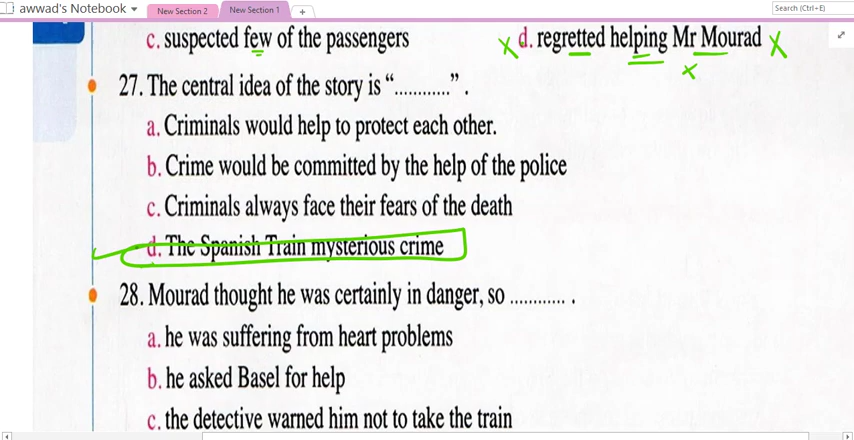 awwad's Notebook
New Section 2
New Section 1
+
Search (Ctrl+E)
c. suspected few of the passengers
x d. regretted helping Mr Mourad x
x
27. The central idea of the story is “............” .
a. Criminals would help to protect each other.
b. Crime would be committed by the help of the police
c. Criminals always face their fears of the death
d. The Spanish Train mysterious crime
28. Mourad thought he was certainly in danger, so ............ .
a. he was suffering from heart problems
b. he asked Basel for help
c. the detective warned him not to take the train